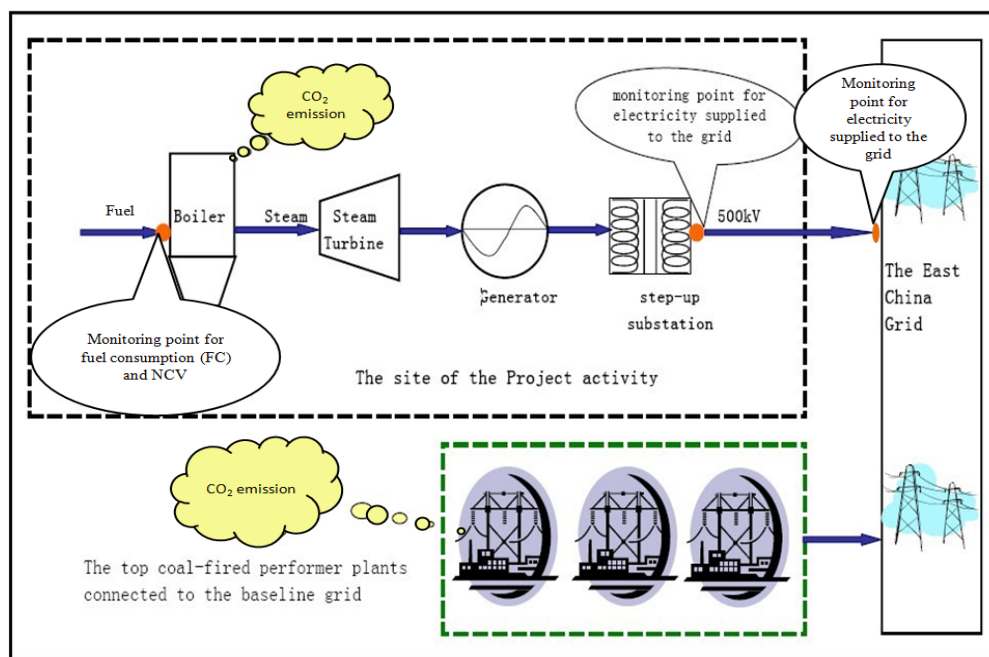 CO2
emission
monitoring point for
electricity supplied
to the grid
Monitoring
point for
electricity
supplied to the
grid
Fuel
Boiler
Steam
Steam
Turbine
500kV
Generator
step-up
substation
The East
China
Grid
Monitoring point for
fuel consumption (FC)
and NCV
The site of the Project activity
CO2 emission
The top coal-fired performer plants
connected to the baseline grid